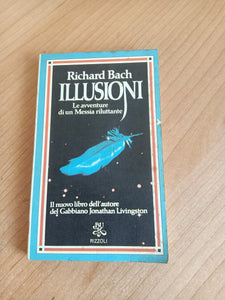 Richard Bach
ILLUSIONI
Le avventure
di un Messia riluttante
Il nuovo libro dell'autore
del Gabbiano Jonathan Livingston
RIZZOLI